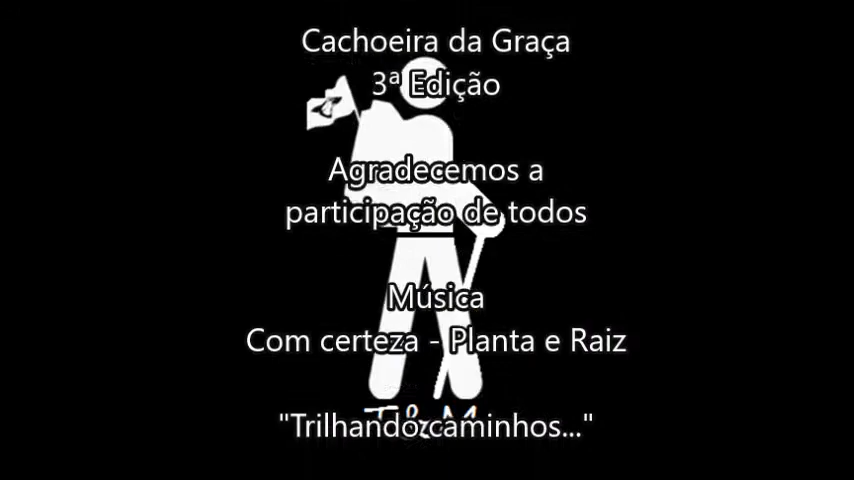 Cachoeira da Graça
3ª Edição
Agradecemos a
participação de todos
Música
Com certeza - Planta e Raiz
"Trilhando caminhos..."